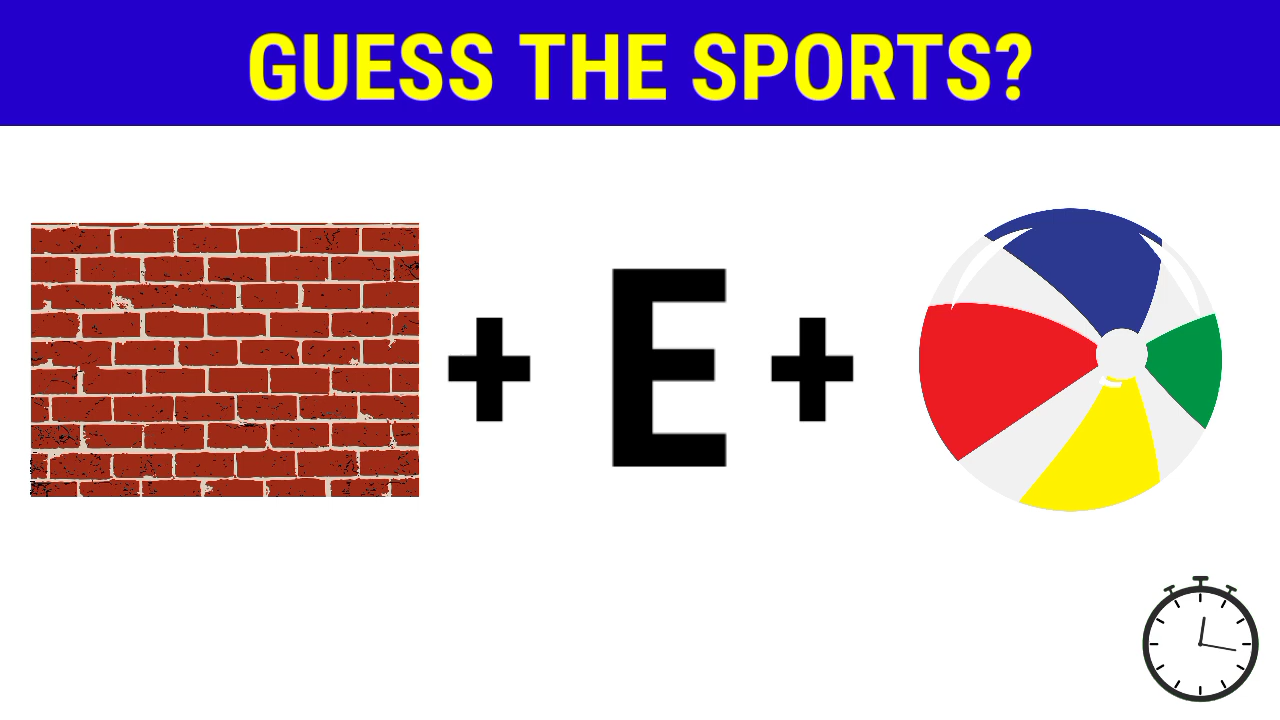 GUESS THE SPORTS?
+ E +